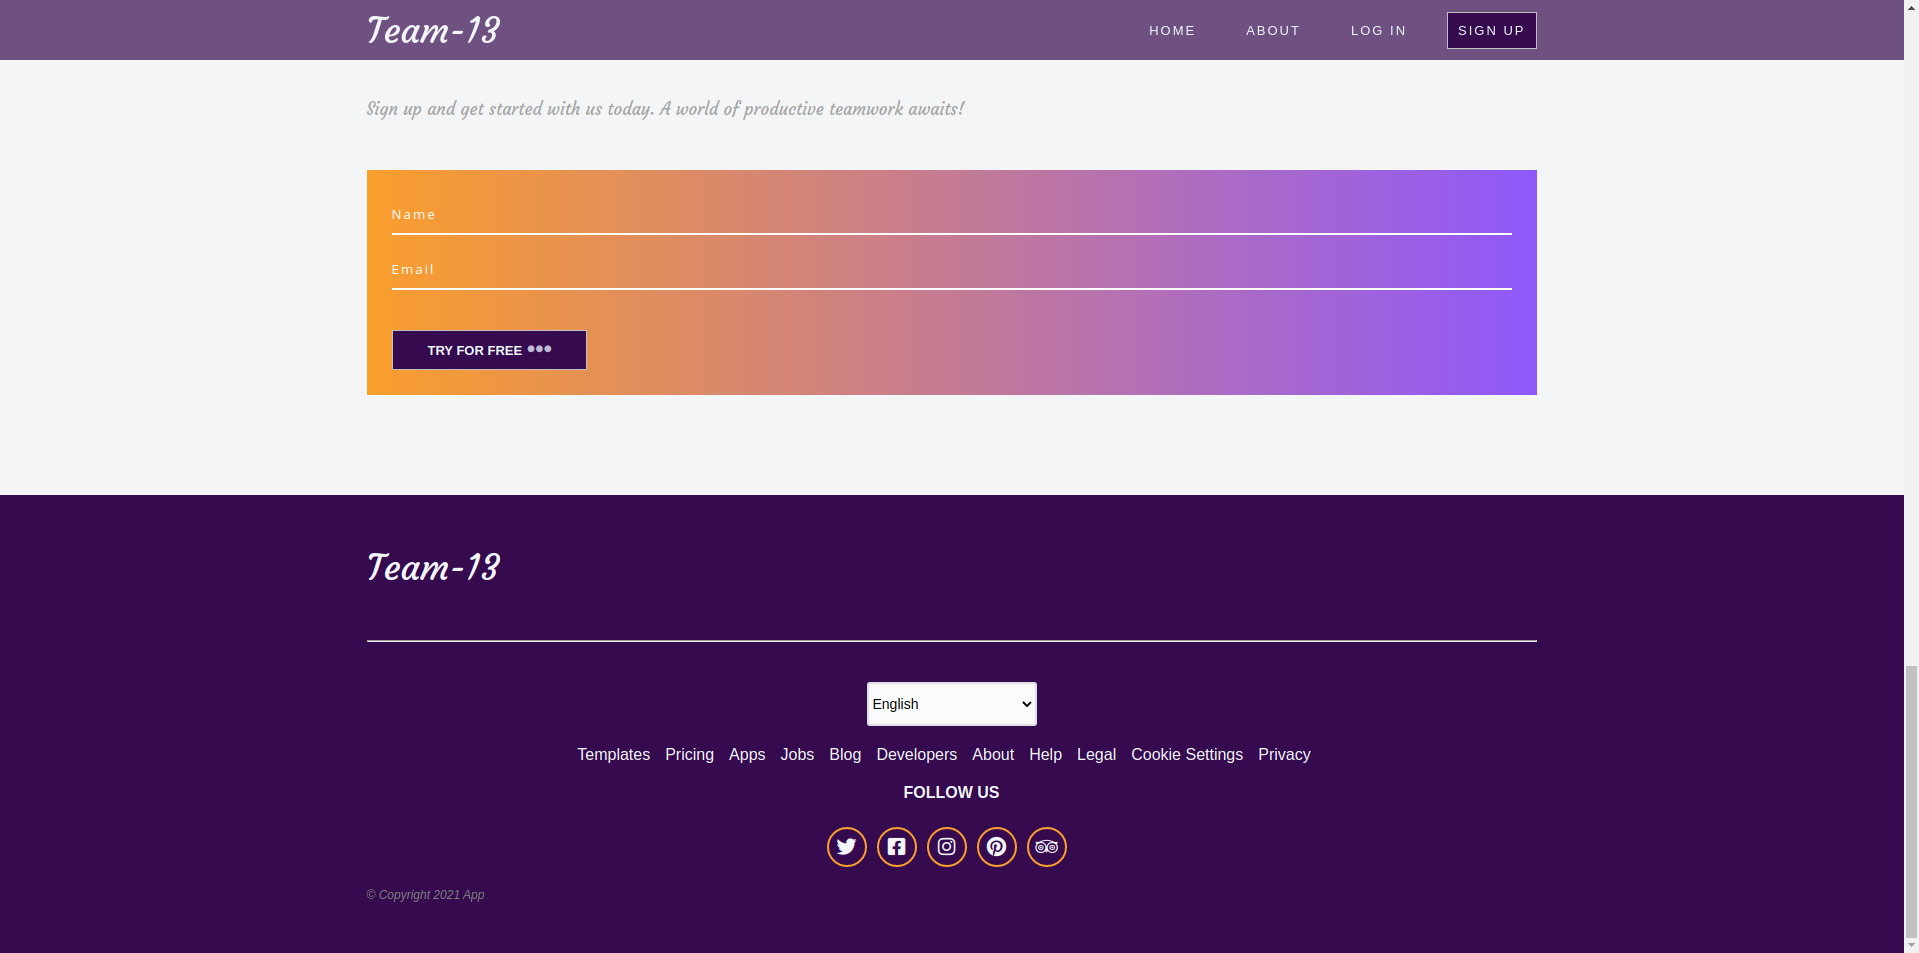 Team-13
HOME ABOUT LOG IN SIGN UP
Sign up and get started with us today. A world of productive teamwork awaits!
Name
Email
TRY FOR FREE
Team-13
English
Templates Pricing Apps Jobs Blog Developers About Help Legal Cookie Settings Privacy
FOLLOW US
© Copyright 2021 App